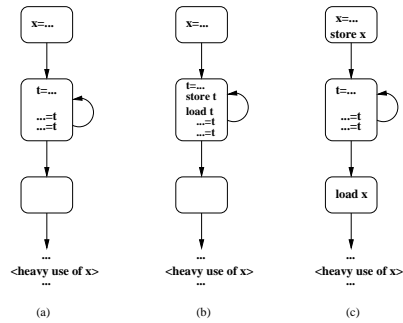 x=...
t=...
...=t
...=t
...
<heavy use of x>
...
(a)
x=...
t=...
store t
load t
...=t
...=t
...
<heavy use of x>
...
(b)
x=...
store x
t=...
...=t
...=t
load x
...
<heavy use of x>
...
(c)